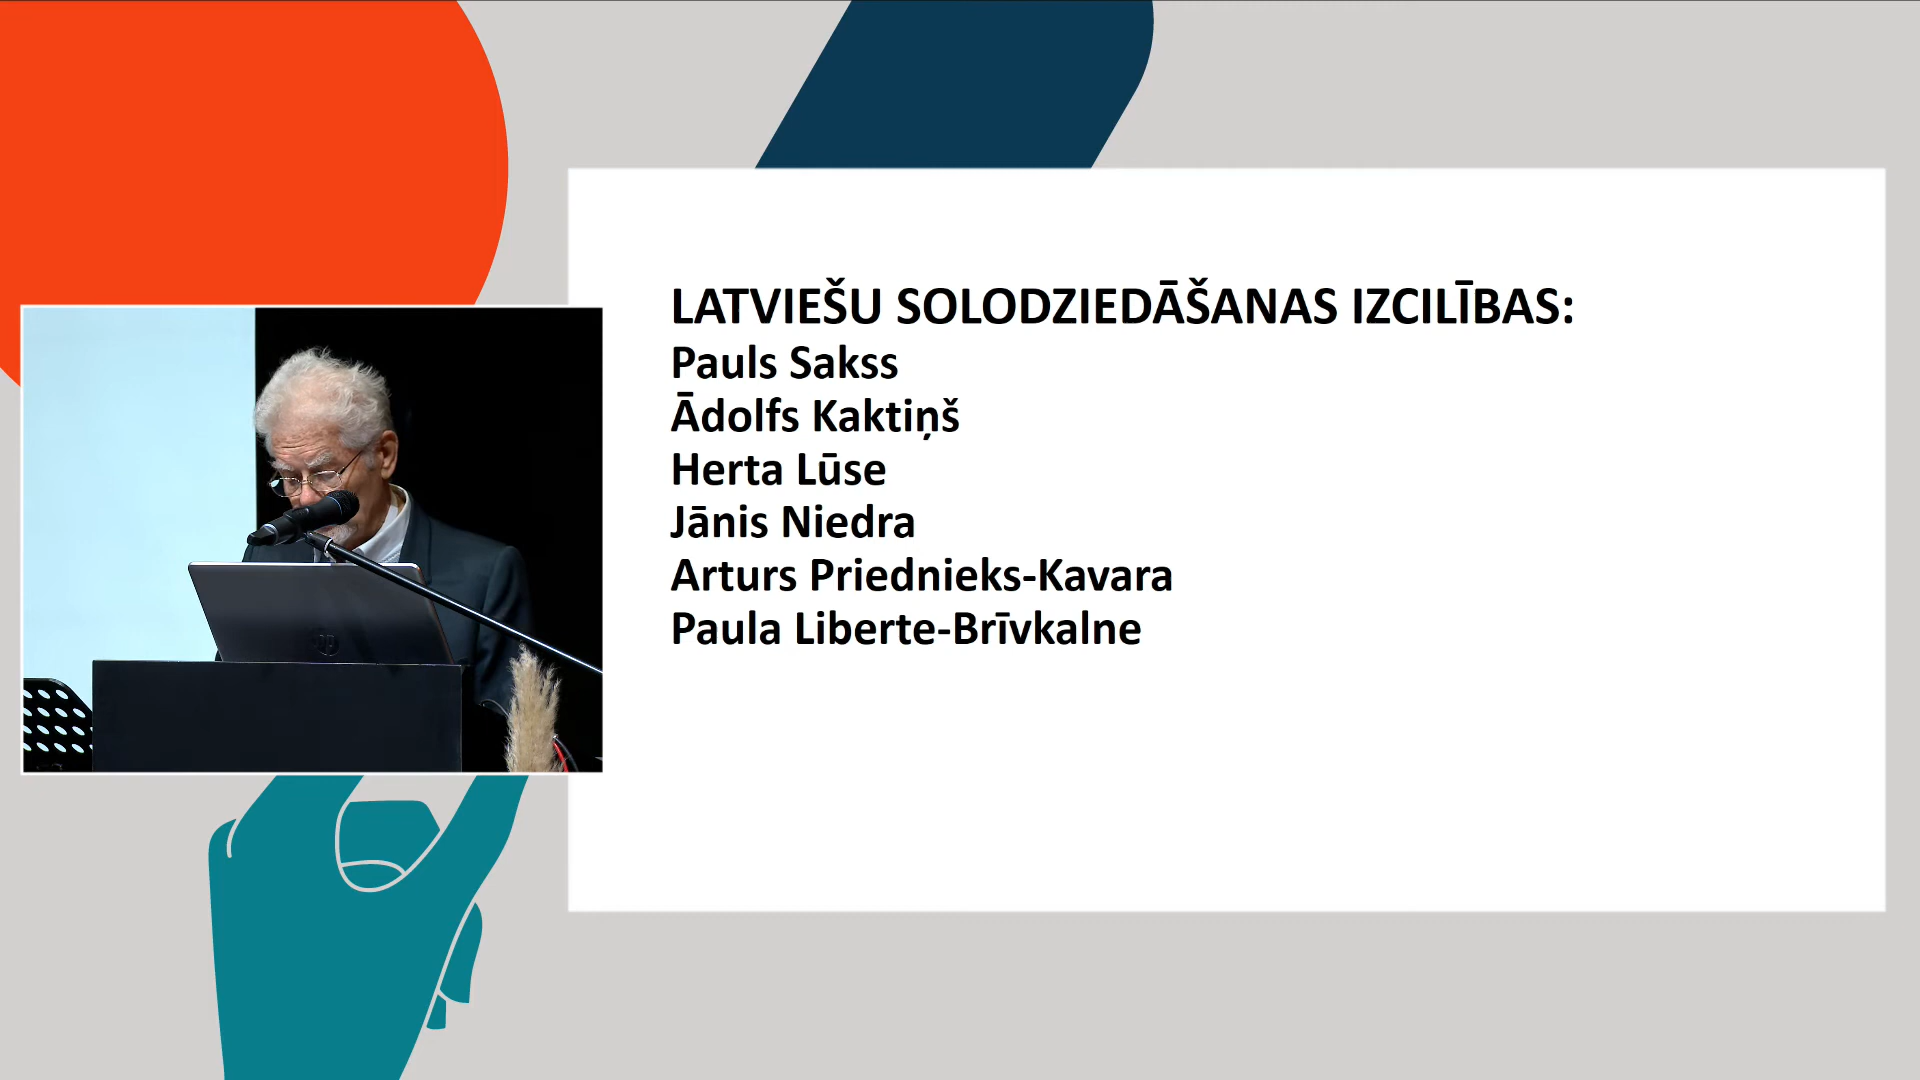 LATVIEŠU SOLODZIEDĀŠANAS IZCILĪBAS:
Pauls Sakss
Ādolfs Kaktiņš
Herta Lūse
Jānis Niedra
Arturs Priednieks-Kavara
Paula Liberte-Brīvkalne